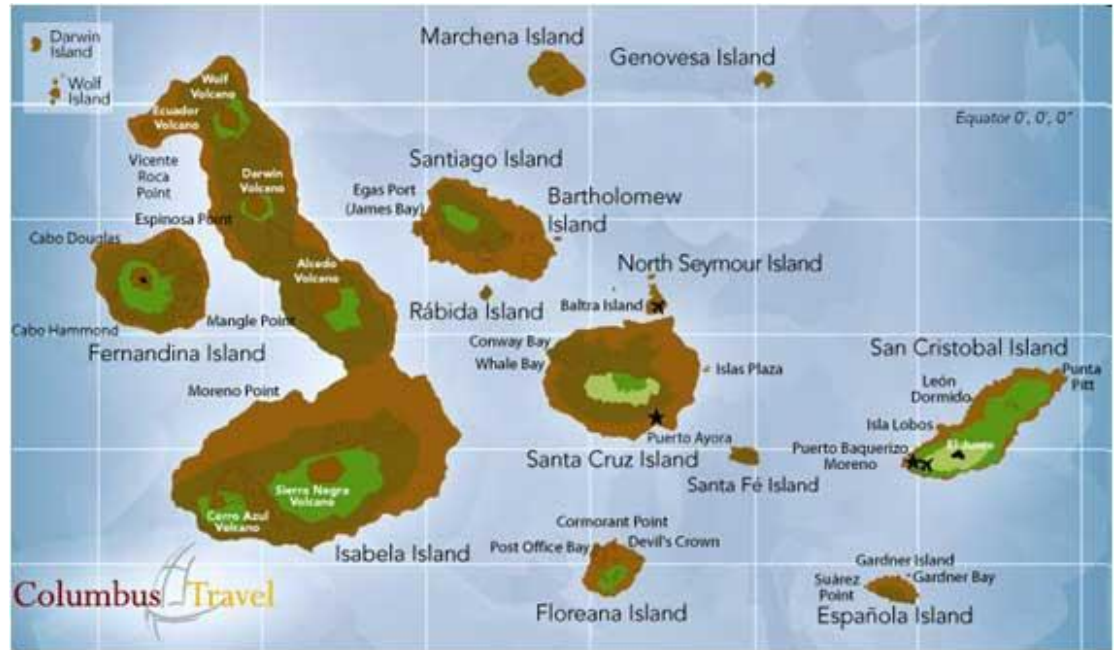 Darwin
Island
Wolf
Island
Marchena Island
Genovesa Island
Equator 0', 0', 0"
Wolf
Volcano
Ecuador
Volcano
Vicente
Roca
Point
Darwin
Volcano
Santiago Island
Egas Port
(James Bay)
Bartholomew
Island
Espinosa Point
Cabo Douglas
Alcedo
Volcano
North Seymour Island
Baltra Island
Rábida Island
Cabo Hammond
Mangle Point
Fernandina Island
Conway Bay
Whale Bay
Islas Plaza
San Cristobal Island
Punta
Pitt
León
Dormido
Isla Lobos
Moreno Point
Puerto Ayora
Puerto Baquerizo
Moreno
Santa Cruz Island
Santa Fé Island
Sierra Negra
Volcano
Cerro Azul
Volcano
Isabela Island
Cormorant Point
Post Office Bay
Devil's Crown
Floreana Island
Gardner Island
Gardner Bay
Suárez
Point
Española Island
Columbus Travel